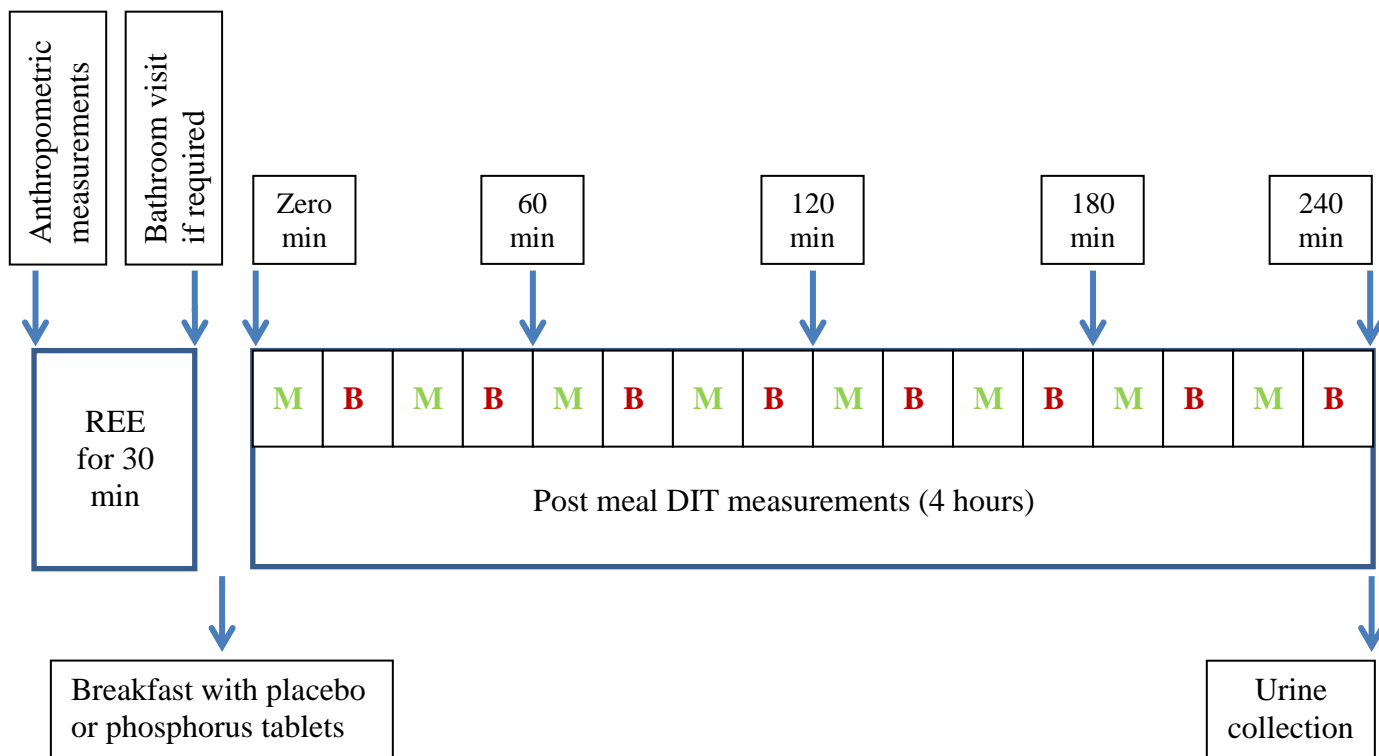 Anthropometric
measurements
Bathroom visit
if required
Zero
min
60
min
120
min
180
min
240
min
M B M B M B M B M B M B M B M B
REE
for 30
min
Post meal DIT measurements (4 hours)
Breakfast with placebo
or phosphorus tablets
Urine
collection